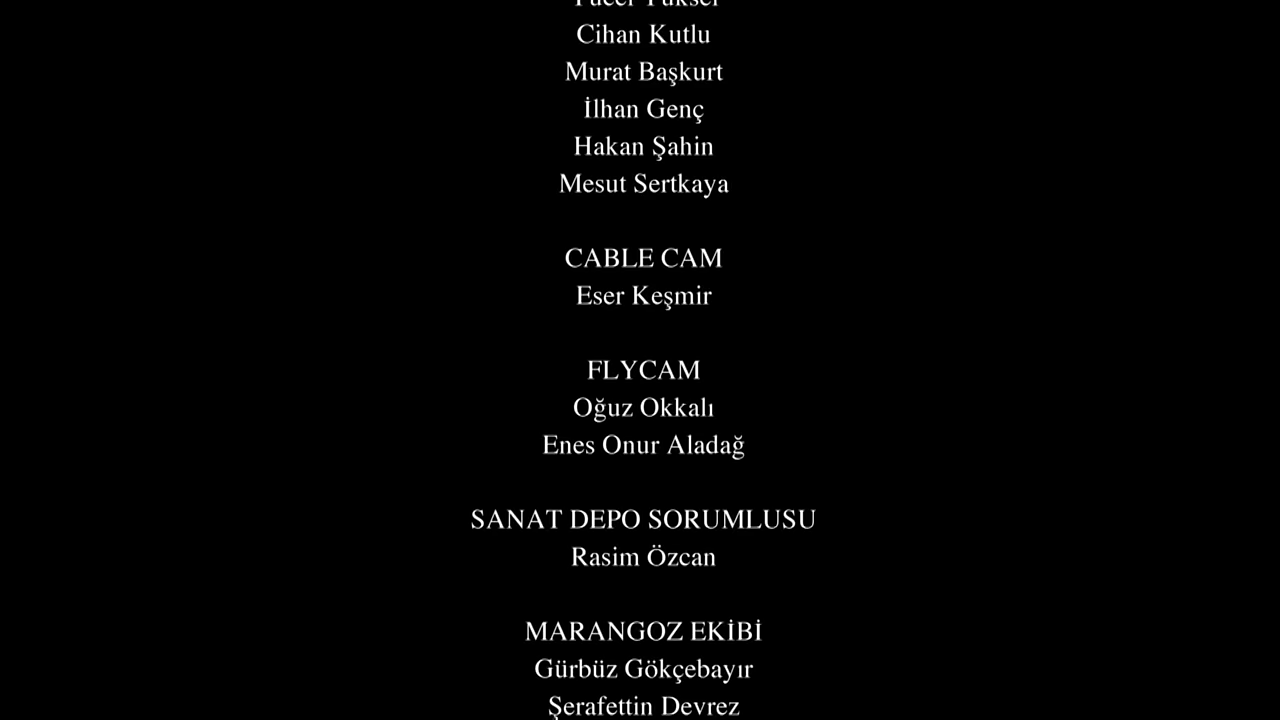 Cihan Kutlu
Murat Başkurt
İlhan Genç
Hakan Şahin
Mesut Sertkaya
CABLE CAM
Eser Keşmir
FLYCAM
Oğuz Okkalı
Enes Onur Aladağ
SANAT DEPO SORUMLUSU
Rasim Özcan
MARANGOZ EKİBİ
Gürbüz Gökçebayır
Şerafettin Devrez